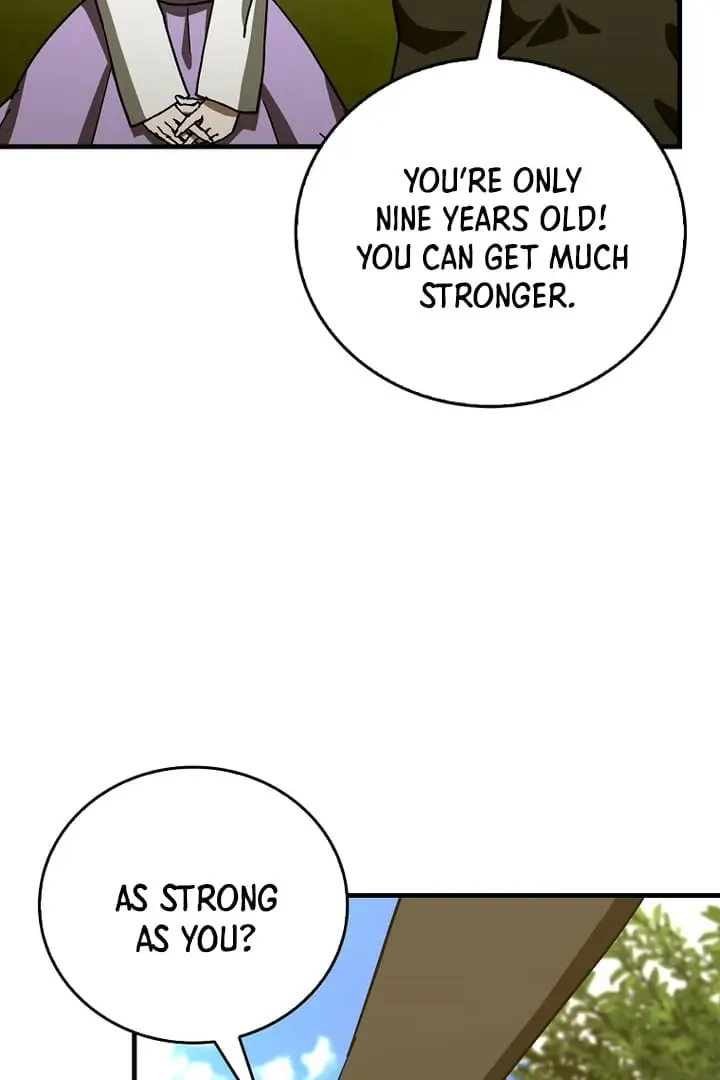 YOU'RE ONLY
NINE YEARS OLD!
YOU CAN GET MUCH
STRONGER.
AS STRONG
AS YOU?